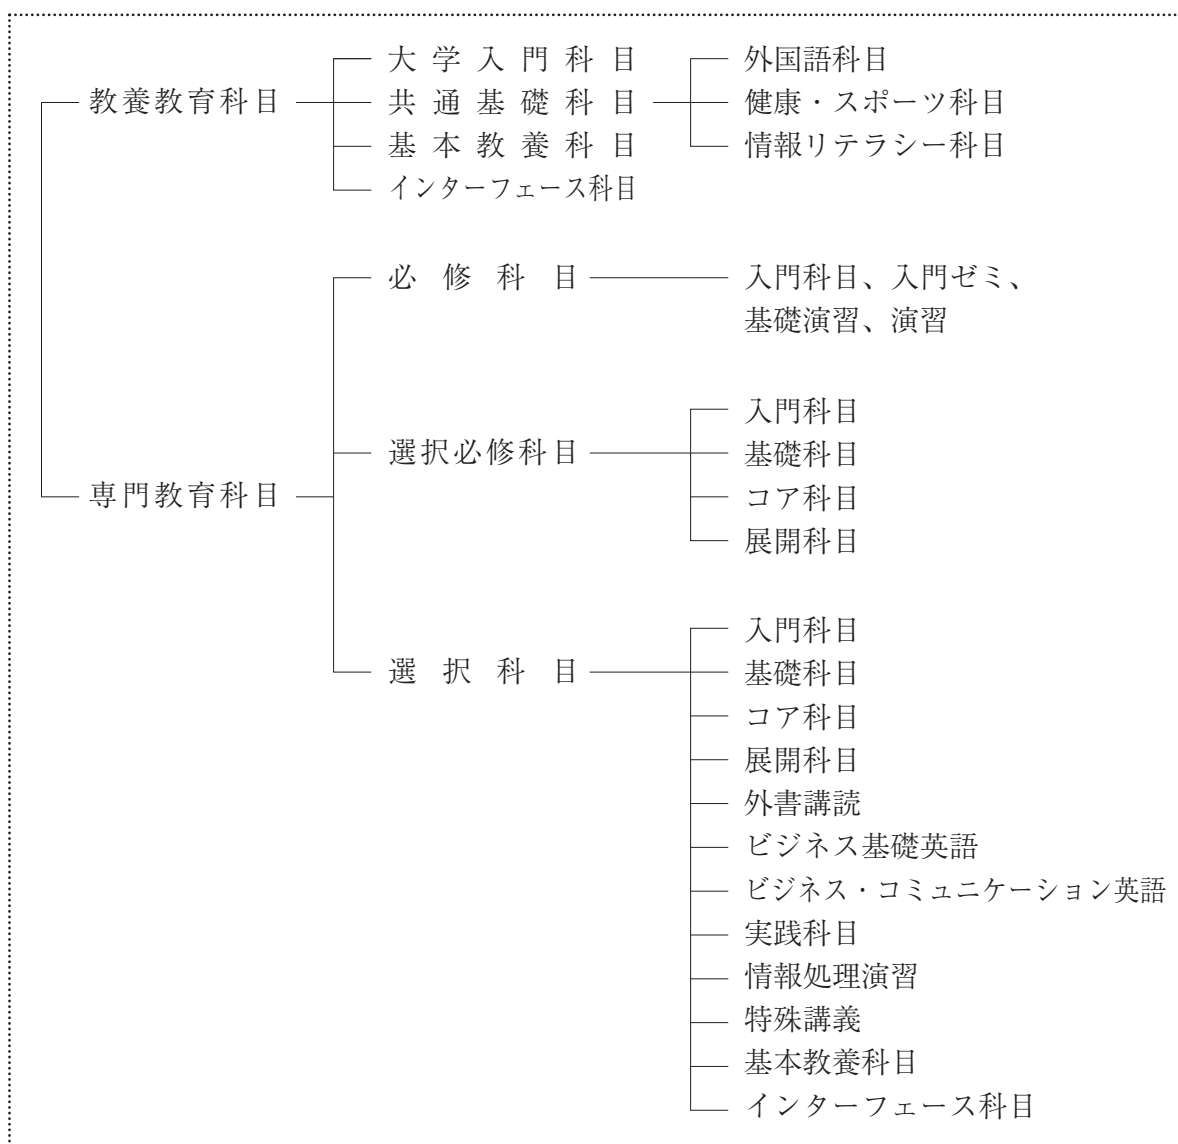 教養教育科目
大学入門科目
共通基礎科目
基本教養科目
インターフェース科目
外国語科目
健康・スポーツ科目
情報リテラシー科目
専門教育科目
必修科目
入門科目、入門ゼミ、
基礎演習、演習
選択必修科目
入門科目
基礎科目
コア科目
展開科目
選択科目
入門科目
基礎科目
コア科目
展開科目
外書講読
ビジネス基礎英語
ビジネス・コミュニケーション英語
実践科目
情報処理演習
特殊講義
基本教養科目
インターフェース科目